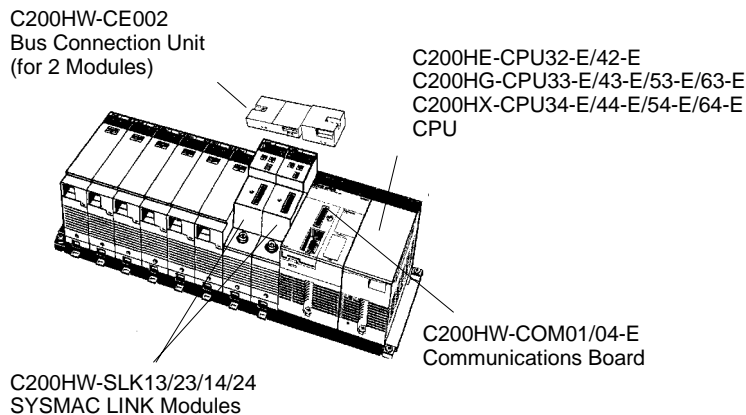 C200HW-CE002
Bus Connection Unit
(for 2 Modules)
C200HE-CPU32-E/42-E
C200HG-CPU33-E/43-E/53-E/63-E
C200HX-CPU34-E/44-E/54-E/64-E
CPU
C200HW-COM01/04-E
Communications Board
C200HW-SLK13/23/14/24
SYSMAC LINK Modules